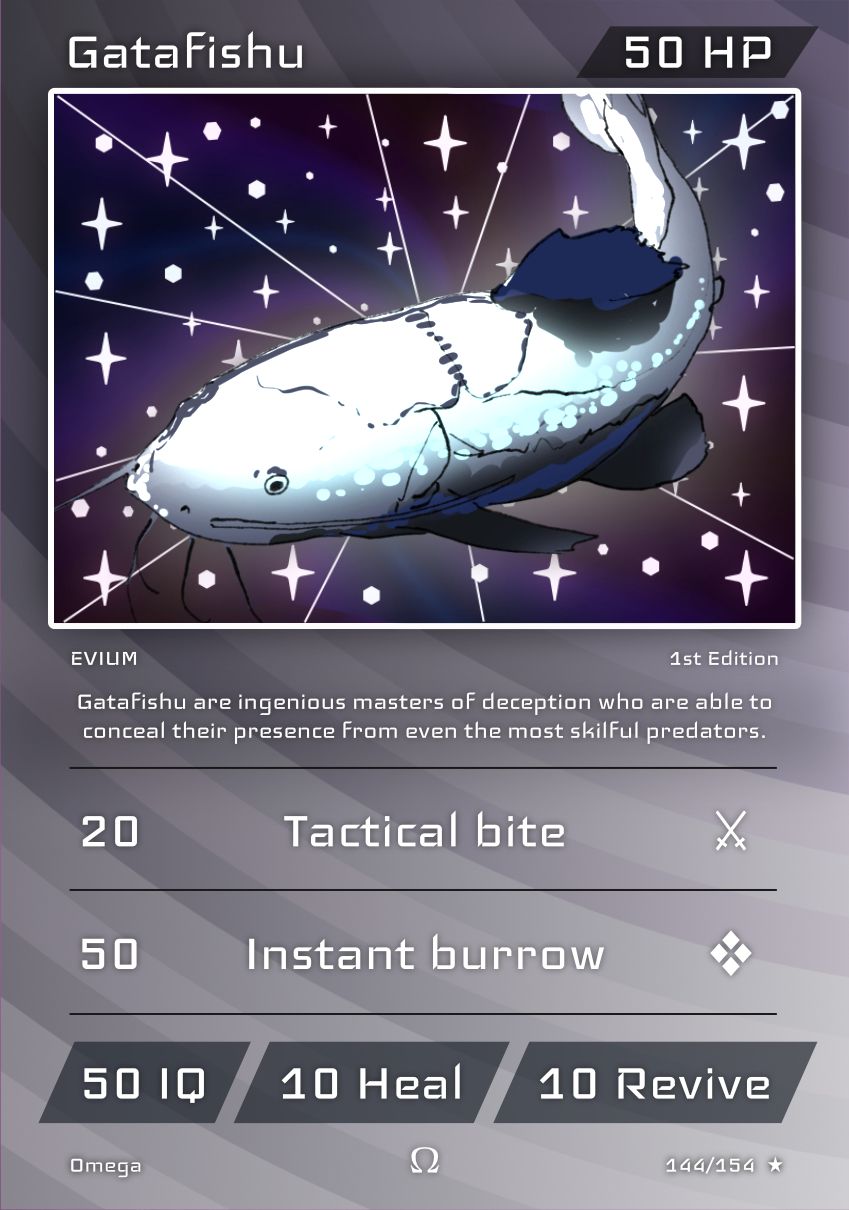 Gatafishu
50 HP
EVIUM
1st Edition
Gatafishu are ingenious masters of deception who are able to
conceal their presence from even the most skilful predators.
20 Tactical bite
50 Instant burrow
50 IQ
10 Heal
10 Revive
Omega
Ω
144/154 ★